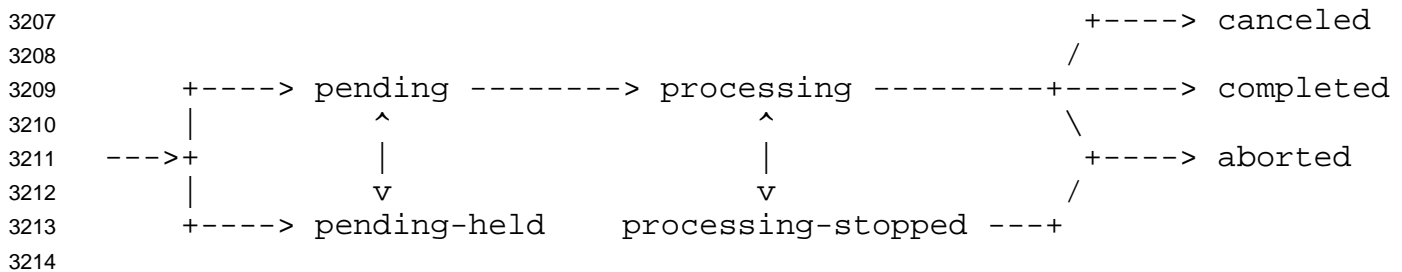 3207                                                  +----> canceled
3208                                                 /
3209     +----> pending --------> processing ---------+------> completed
3210     |         ^                 ^               \
3211 --->+         |                 |                +----> aborted
3212     |         v                 v               /
3213     +----> pending-held    processing-stopped ---+
3214